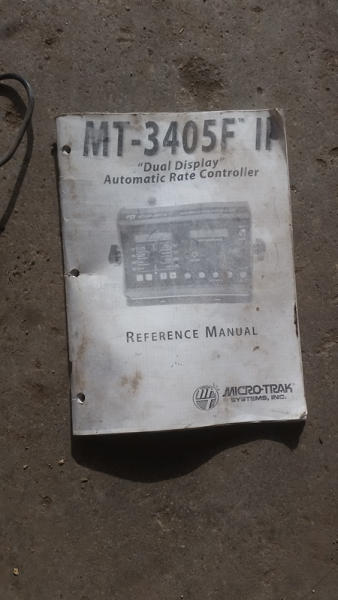 MT-3405F™ II
"Dual Display"
Automatic Rate Controller
REFERENCE MANUAL
MICRO-TRAK
SYSTEMS, INC.